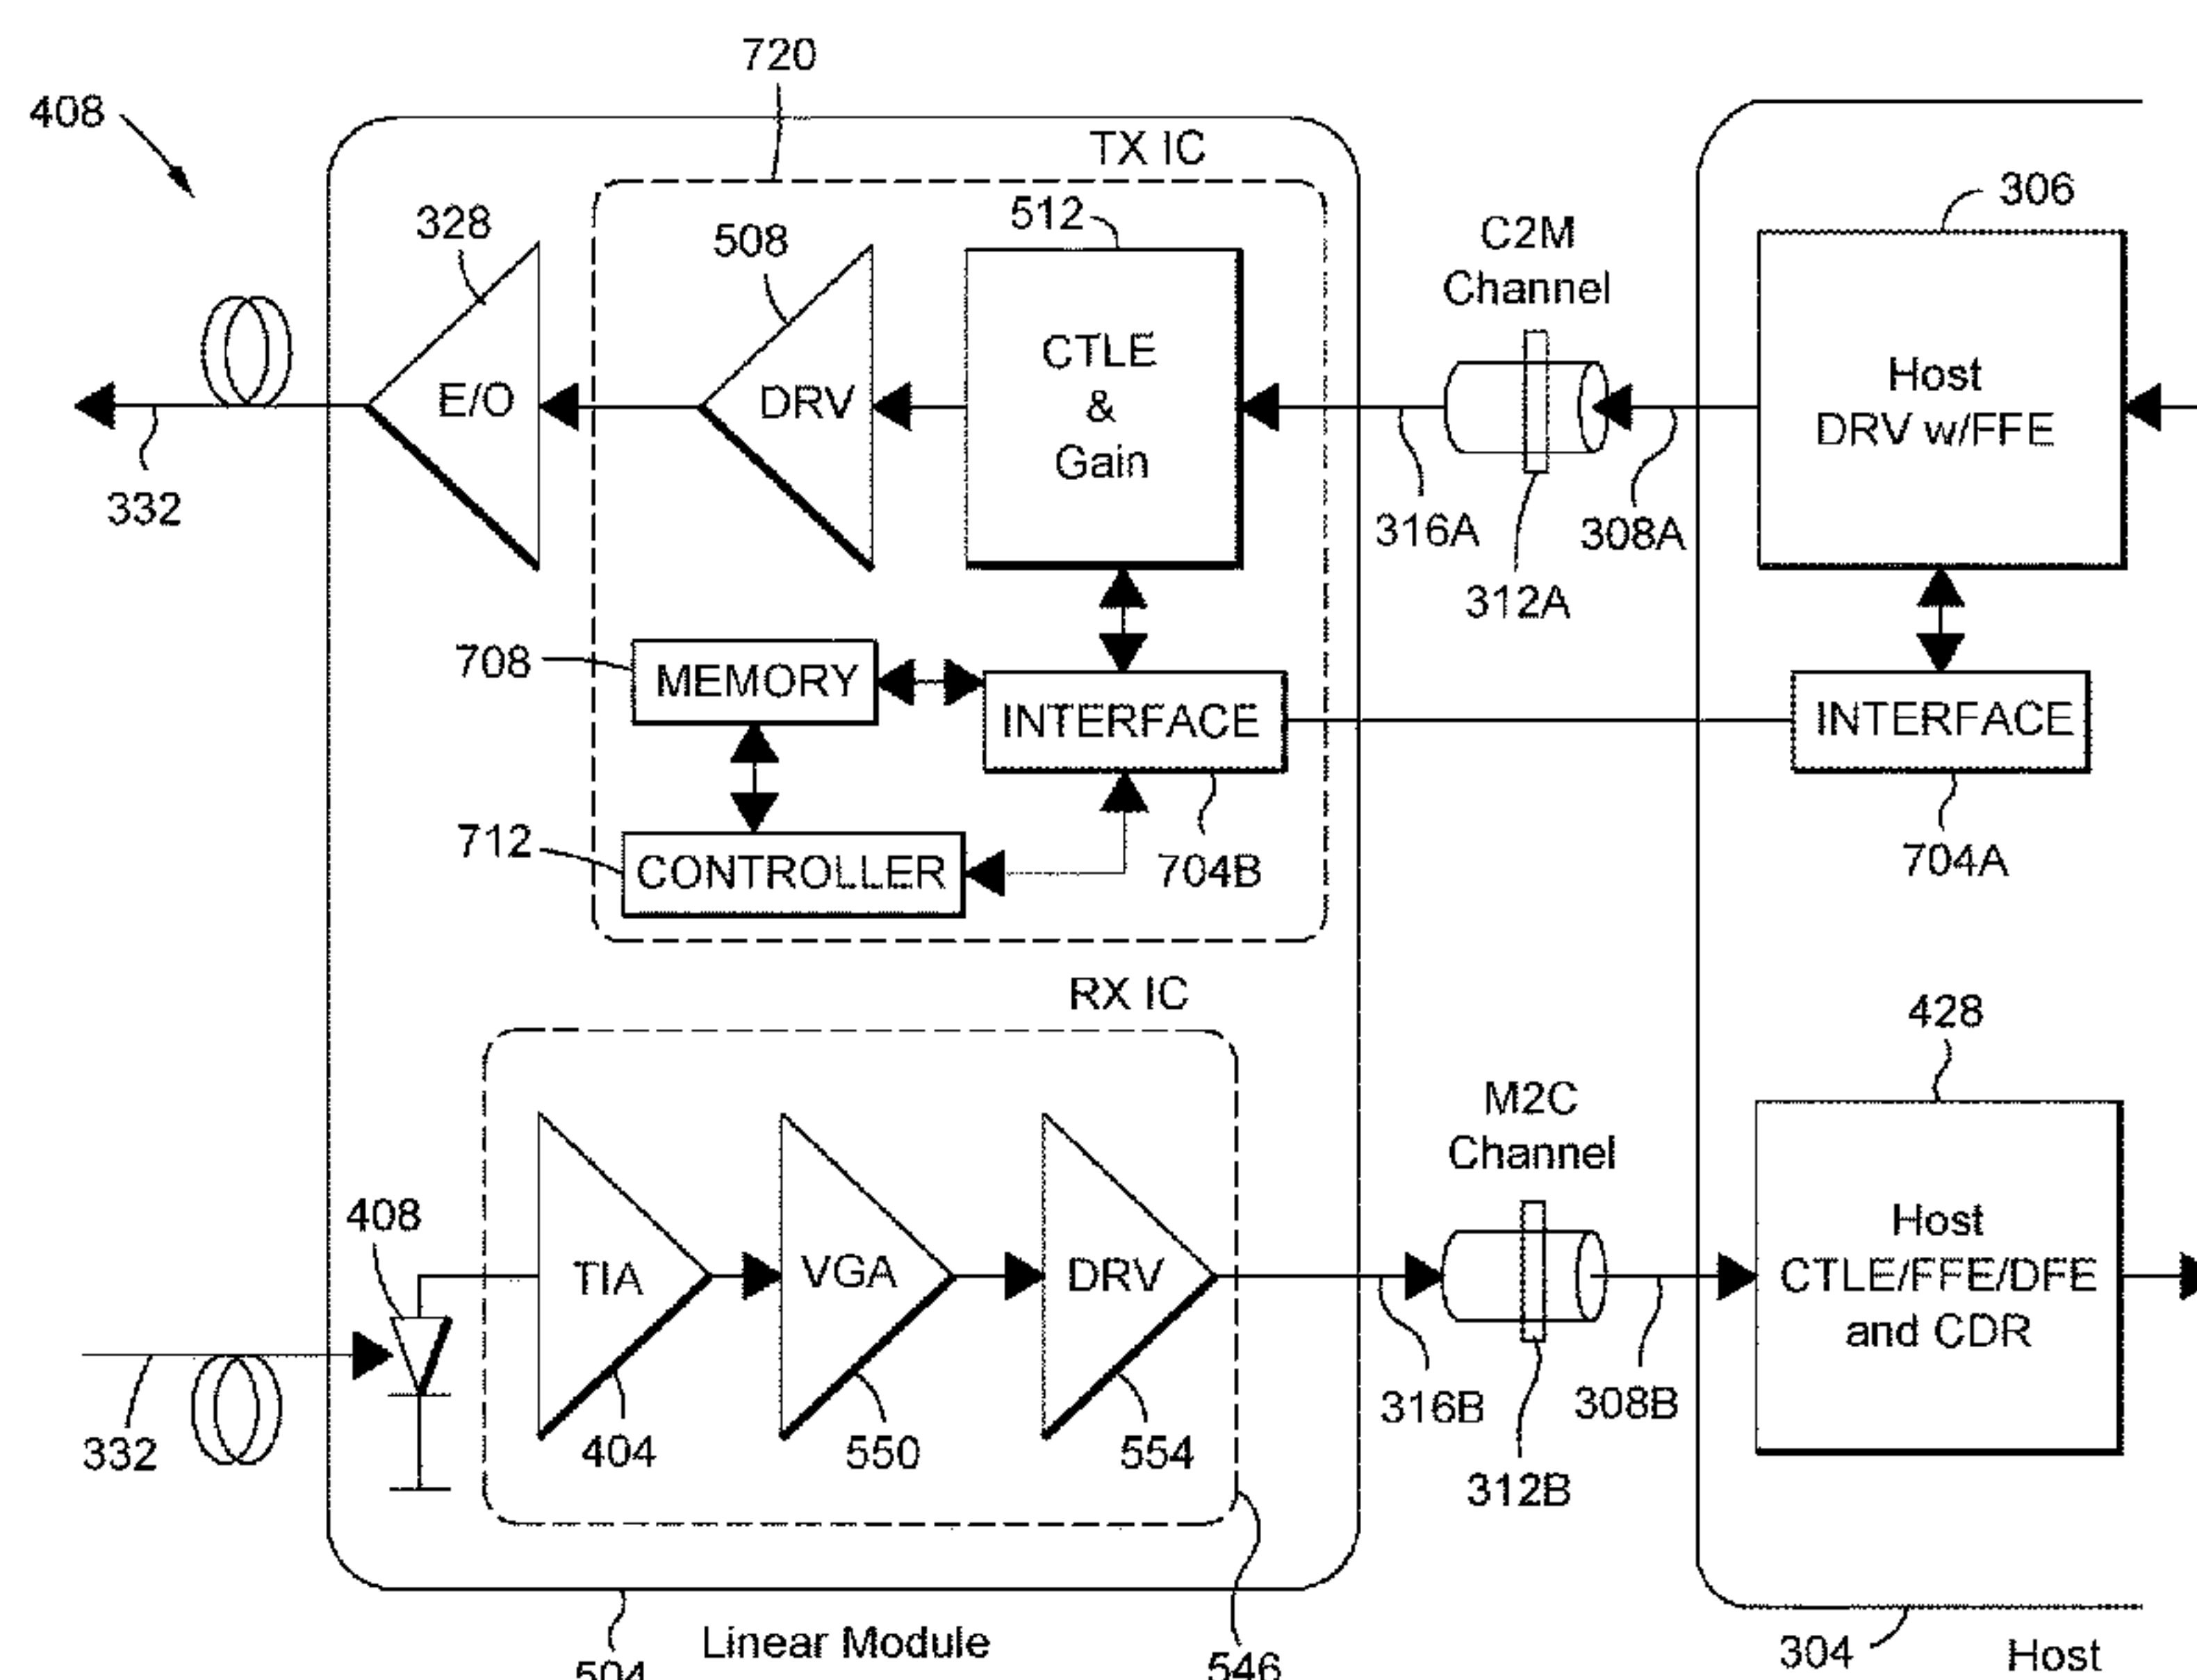 720
408
TX IC
306
328
508
512
C2M
Channel
E/O
DRV
CTLE
&
Gain
Host
DRV w/FFE
332
316A
308A
312A
708
MEMORY
INTERFACE
INTERFACE
712
CONTROLLER
704B
704A
RX IC
428
M2C
Channel
408
TIA
VGA
DRV
Host
CTLE/FFE/DFE
and CDR
332
404
550
554
316B
308B
312B
504
Linear Module
546
304
Host